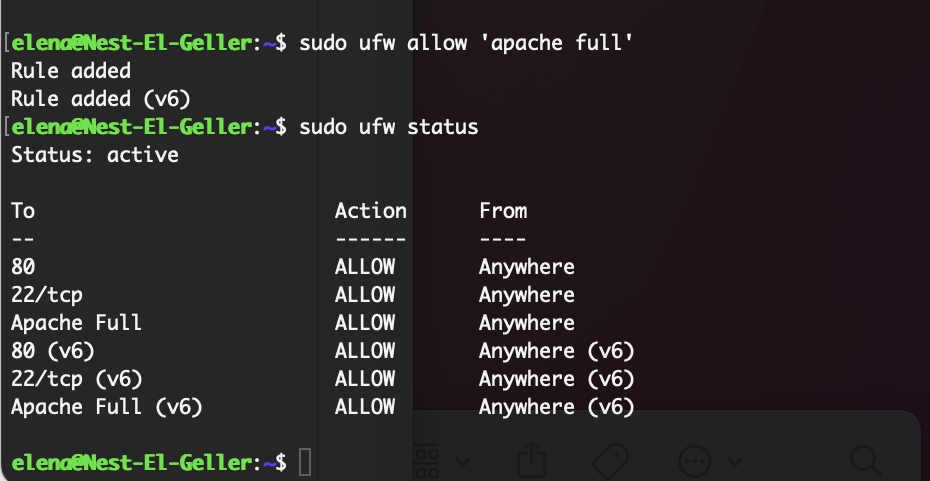 [elena@Nest-El-Geller:~$ sudo ufw allow 'apache full'
Rule added
Rule added (v6)
[elena@Nest-El-Geller:~$ sudo ufw status
Status: active
To Action From
-- ------ ----
80 ALLOW Anywhere
22/tcp ALLOW Anywhere
Apache Full ALLOW Anywhere
80 (v6) ALLOW Anywhere (v6)
22/tcp (v6) ALLOW Anywhere (v6)
Apache Full (v6) ALLOW Anywhere (v6)
elena@Nest-El-Geller:~$